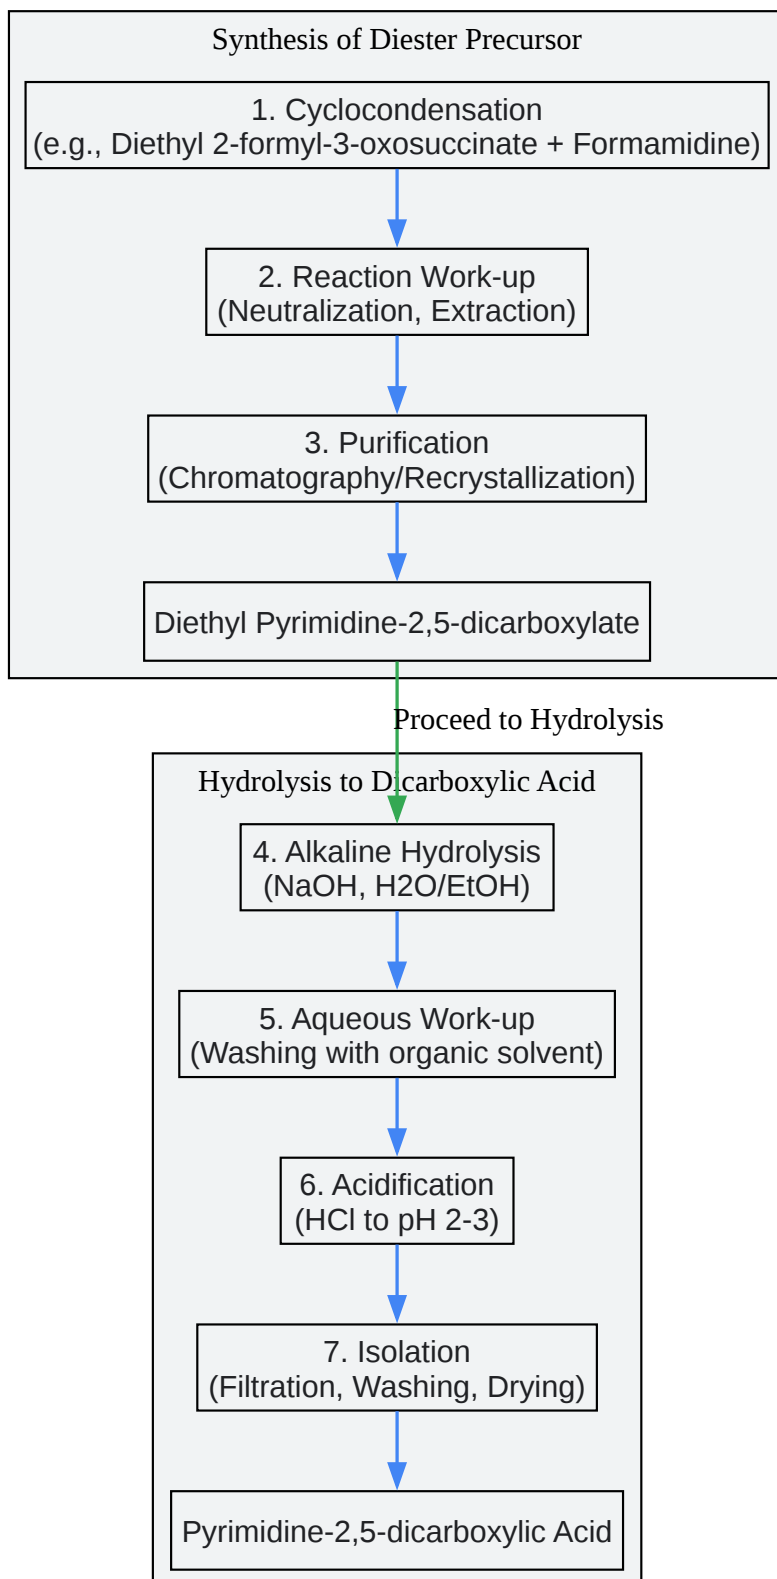 Synthesis of Diester Precursor
1. Cyclocondensation
(e.g., Diethyl 2-formyl-3-oxosuccinate + Formamidine)
2. Reaction Work-up
(Neutralization, Extraction)
3. Purification
(Chromatography/Recrystallization)
Diethyl Pyrimidine-2,5-dicarboxylate
Proceed to Hydrolysis
Hydrolysis to Dicarboxylic Acid
4. Alkaline Hydrolysis
(NaOH, H2O/EtOH)
5. Aqueous Work-up
(Washing with organic solvent)
6. Acidification
(HCl to pH 2-3)
7. Isolation
(Filtration, Washing, Drying)
Pyrimidine-2,5-dicarboxylic Acid